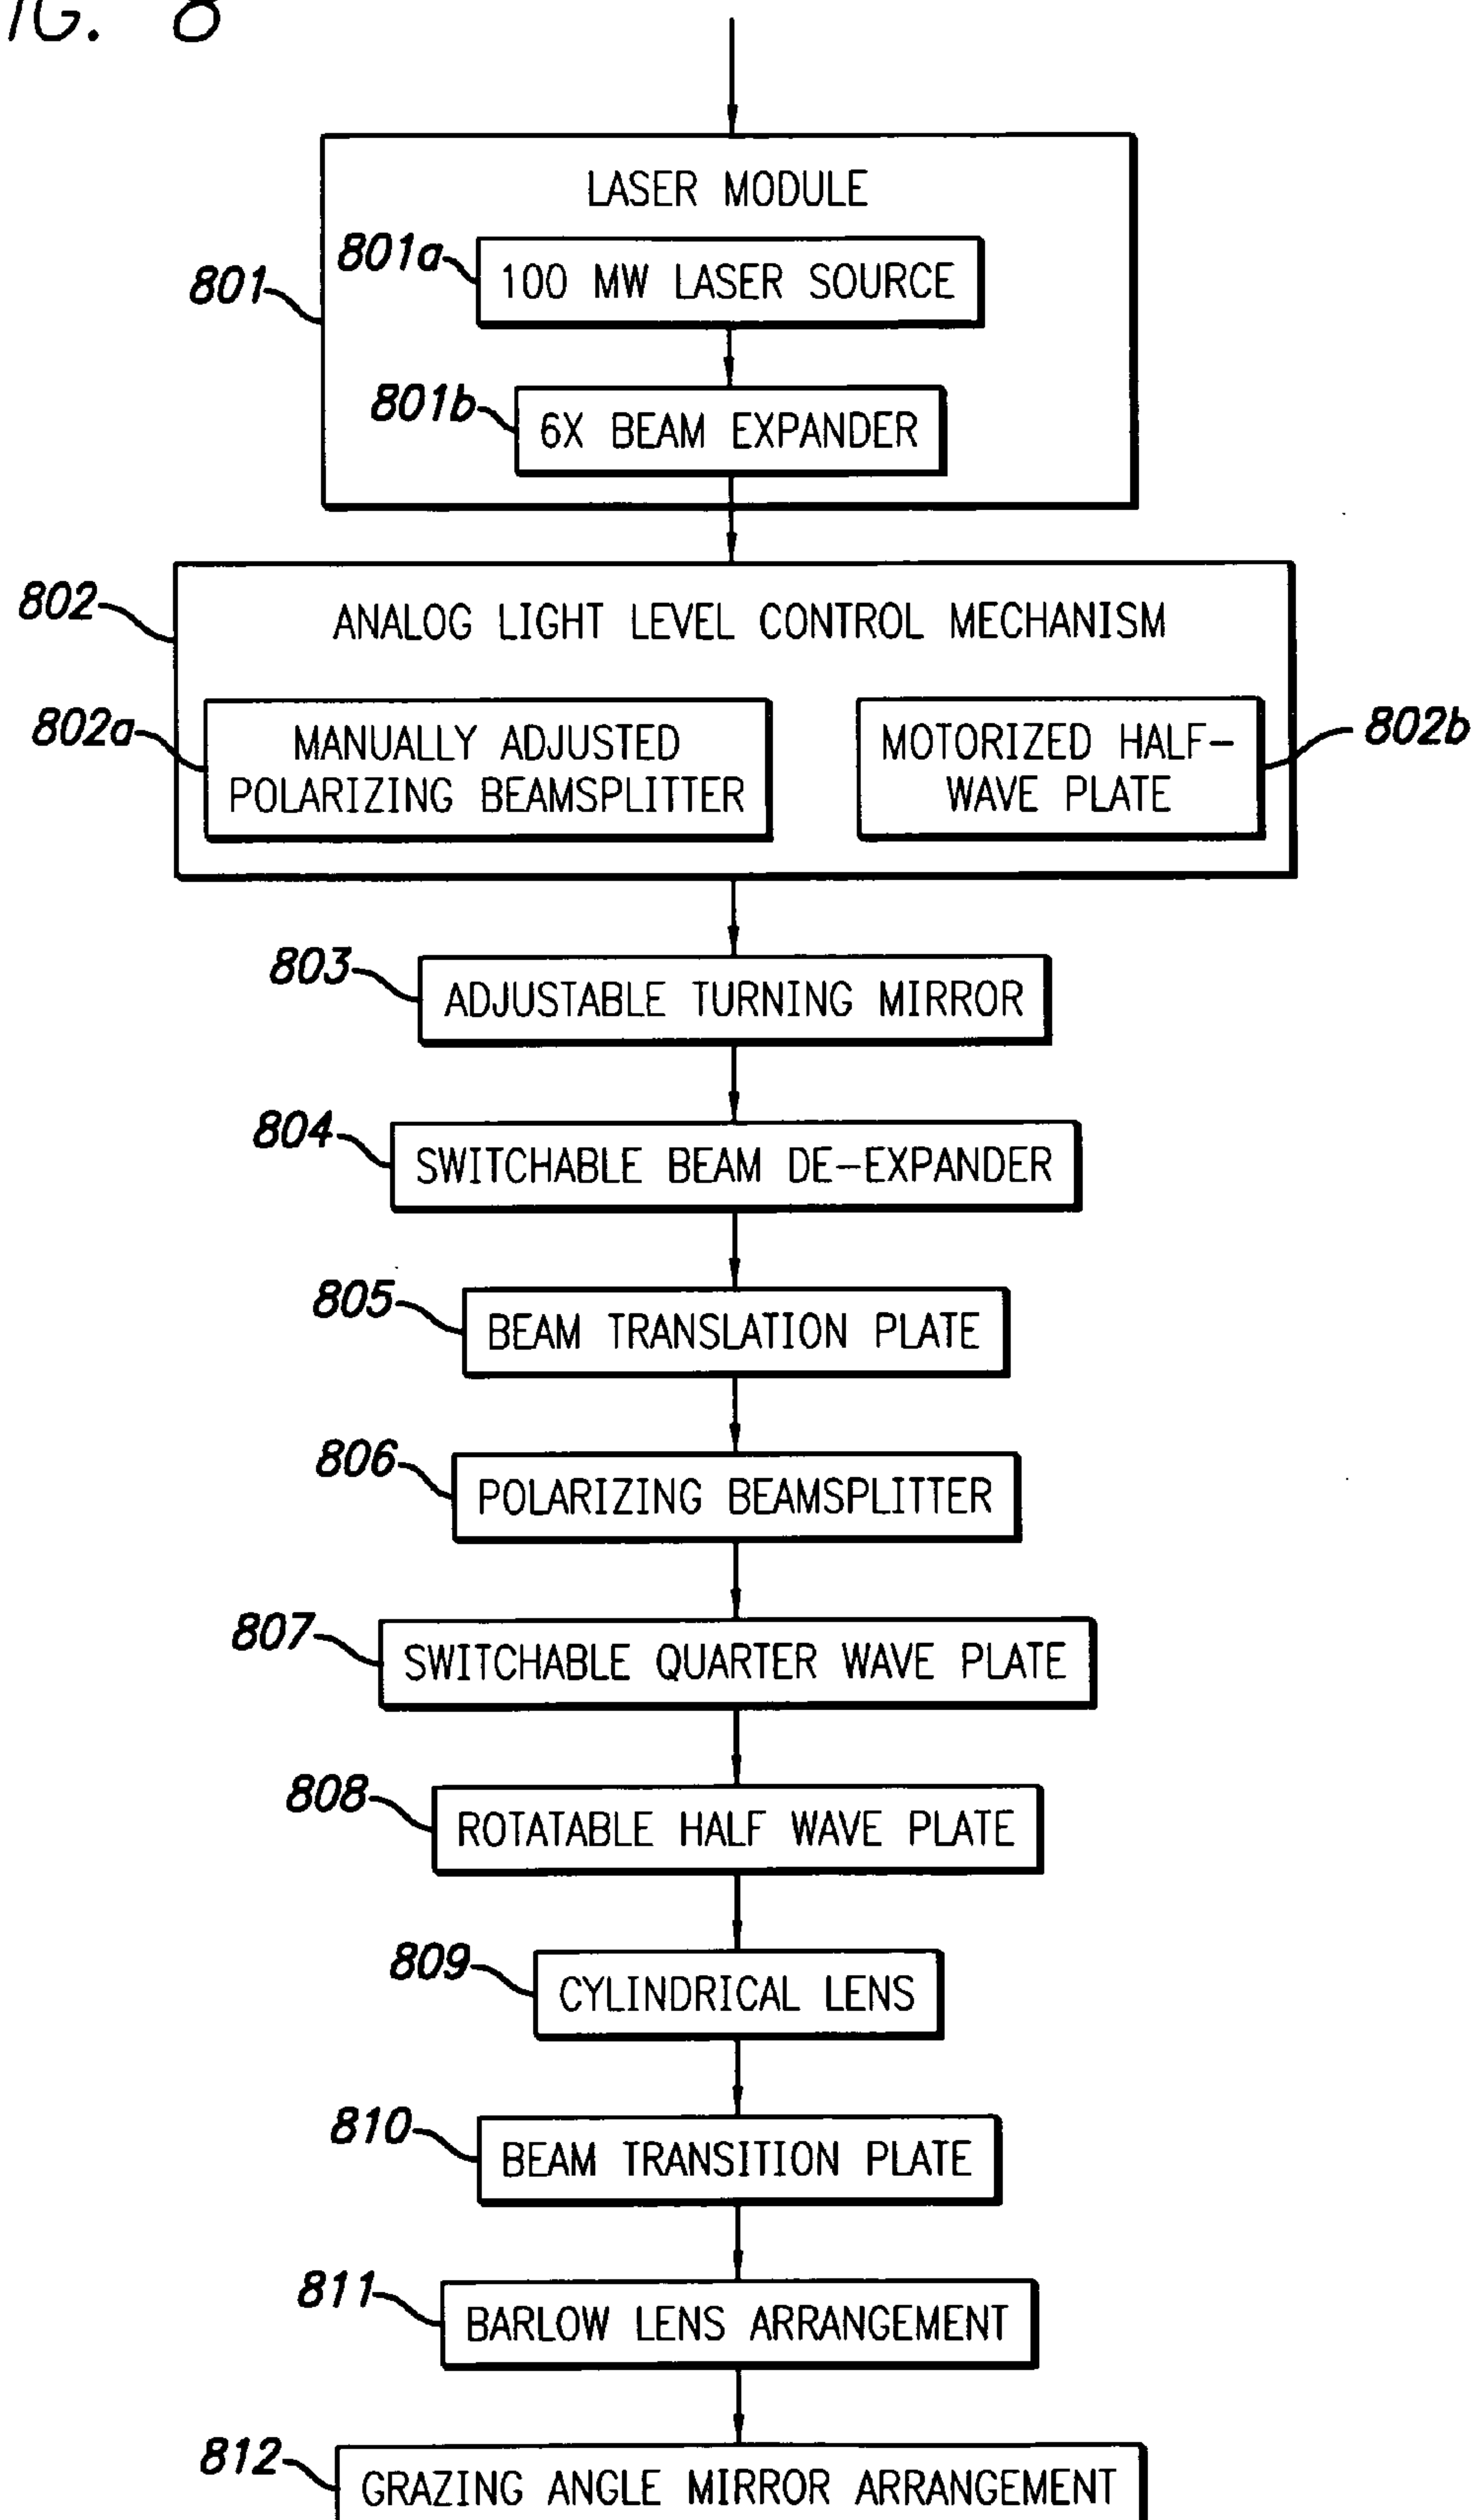 FIG. 8
LASER MODULE
801
801a
100 MW LASER SOURCE
801b
6X BEAM EXPANDER
802
ANALOG LIGHT LEVEL CONTROL MECHANISM
802a
MANUALLY ADJUSTED
POLARIZING BEAMSPLITTER
MOTORIZED HALF-
WAVE PLATE
802b
803
ADJUSTABLE TURNING MIRROR
804
SWITCHABLE BEAM DE-EXPANDER
805
BEAM TRANSLATION PLATE
806
POLARIZING BEAMSPLITTER
807
SWITCHABLE QUARTER WAVE PLATE
808
ROTATABLE HALF WAVE PLATE
809
CYLINDRICAL LENS
810
BEAM TRANSITION PLATE
811
BARLOW LENS ARRANGEMENT
812
GRAZING ANGLE MIRROR ARRANGEMENT